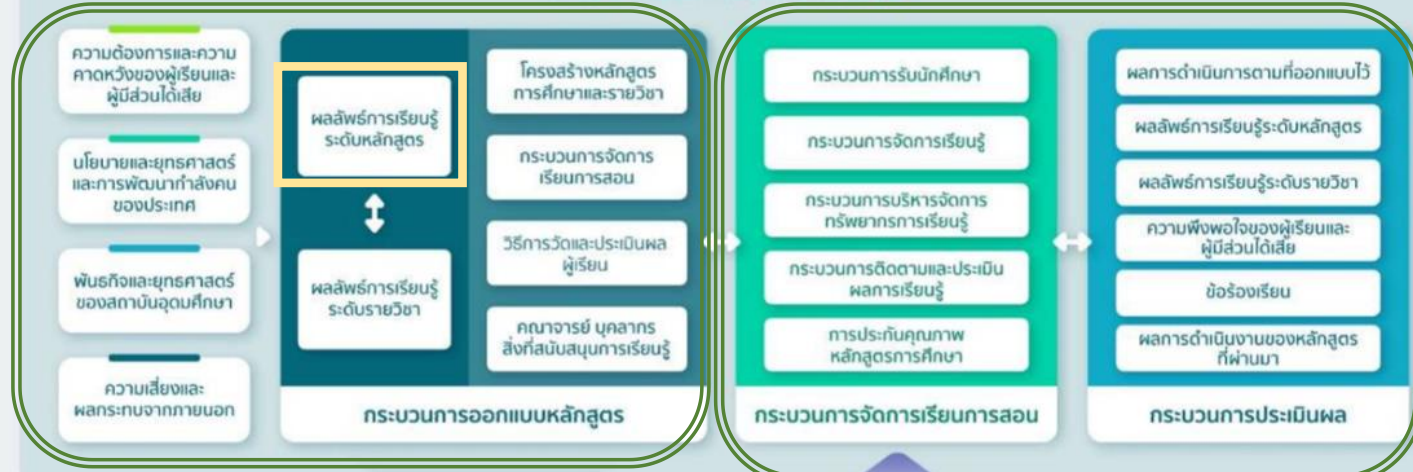 ความต้องการและความ
คาดหวังของผู้เรียนและ
ผู้มีส่วนได้เสีย
นโยบายและยุทธศาสตร์
และการพัฒนากำลังคน
ของประเทศ
พันธกิจและยุทธศาสตร์
ของสถาบันอุดมศึกษา
ความเสี่ยงและ
ผลกระทบจากภายนอก
ผลลัพธ์การเรียนรู้
ระดับหลักสูตร
ผลลัพธ์การเรียนรู้
ระดับรายวิชา
โครงสร้างหลักสูตร
การศึกษาและรายวิชา
กระบวนการจัดการ
เรียนการสอน
วิธีการวัดและประเมินผล
ผู้เรียน
คณาจารย์ บุคลากร
สิ่งที่สนับสนุนการเรียนรู้
กระบวนการออกแบบหลักสูตร
กระบวนการรับนักศึกษา
กระบวนการจัดการเรียนรู้
กระบวนการบริหารจัดการ
ทรัพยากรการเรียนรู้
กระบวนการติดตามและประเมิน
ผลการเรียนรู้
การประกันคุณภาพ
หลักสูตรการศึกษา
กระบวนการจัดการเรียนการสอน
ผลการดำเนินการตามที่ออกแบบไว้
ผลลัพธ์การเรียนรู้ระดับหลักสูตร
ผลลัพธ์การเรียนรู้ระดับรายวิชา
ความพึงพอใจของผู้เรียนและ
ผู้มีส่วนได้เสีย
ข้อร้องเรียน
ผลการดำเนินงานของหลักสูตร
ที่ผ่านมา
กระบวนการประเมินผล